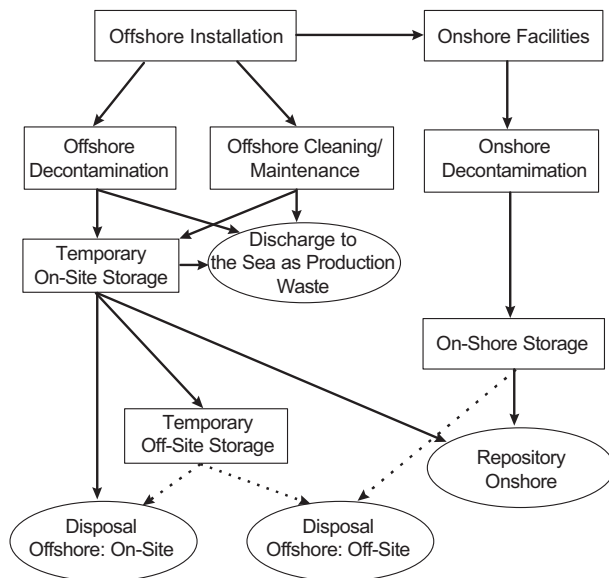 Offshore Installation
Onshore Facilities
Offshore
Decontamination
Offshore Cleaning/
Maintenance
Onshore
Decontamimation
Discharge to
the Sea as Production
Waste
Temporary
On-Site Storage
On-Shore Storage
Temporary
Off-Site Storage
Repository
Onshore
Disposal
Offshore: On-Site
Disposal
Offshore: Off-Site